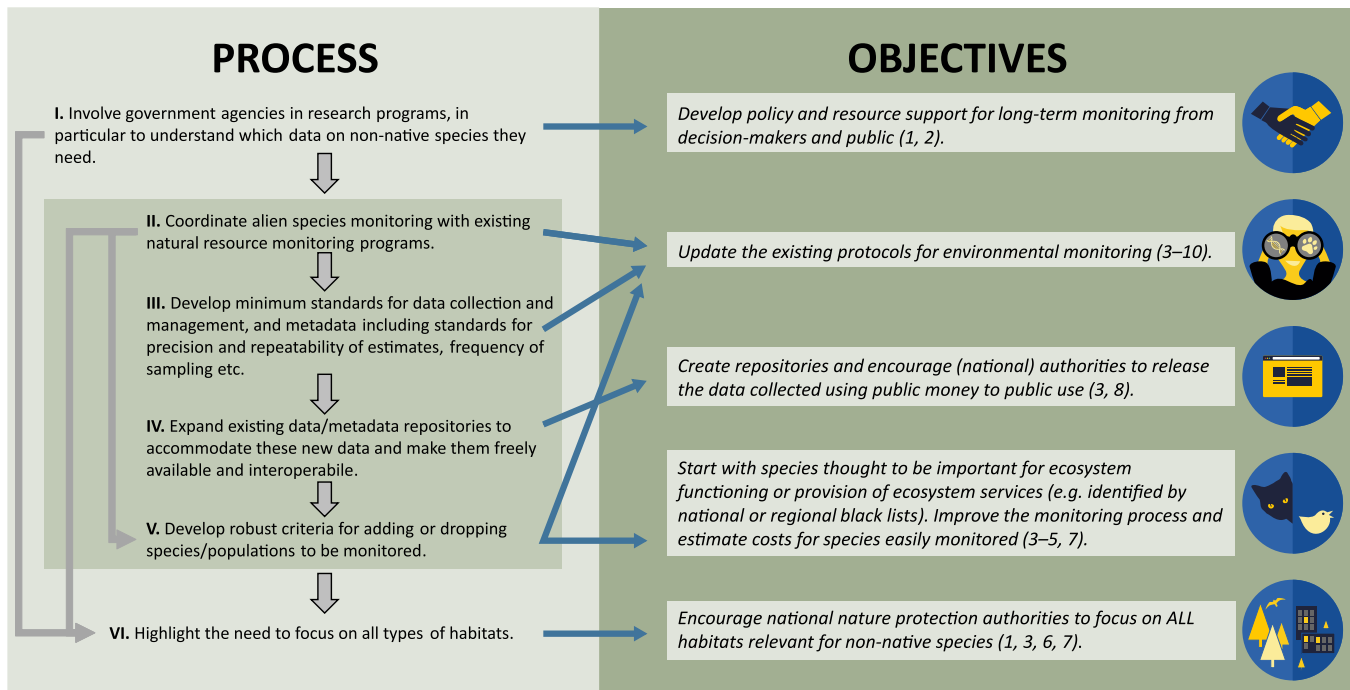 PROCESS
I. Involve government agencies in research programs, in
particular to understand which data on non-native species they
need.
II. Coordinate alien species monitoring with existing
natural resource monitoring programs.
III. Develop minimum standards for data collection and
management, and metadata including standards for
precision and repeatability of estimates, frequency of
sampling etc.
IV. Expand existing data/metadata repositories to
accommodate these new data and make them freely
available and interoperable.
V. Develop robust criteria for adding or dropping
species/populations to be monitored.
VI. Highlight the need to focus on all types of habitats.
OBJECTIVES
Develop policy and resource support for long-term monitoring from
decision-makers and public (1, 2).
Update the existing protocols for environmental monitoring (3–10).
Create repositories and encourage (national) authorities to release
the data collected using public money to public use (3, 8).
Start with species thought to be important for ecosystem
functioning or provision of ecosystem services (e.g. identified by
national or regional black lists). Improve the monitoring process and
estimate costs for species easily monitored (3–5, 7).
Encourage national nature protection authorities to focus on ALL
habitats relevant for non-native species (1, 3, 6, 7).